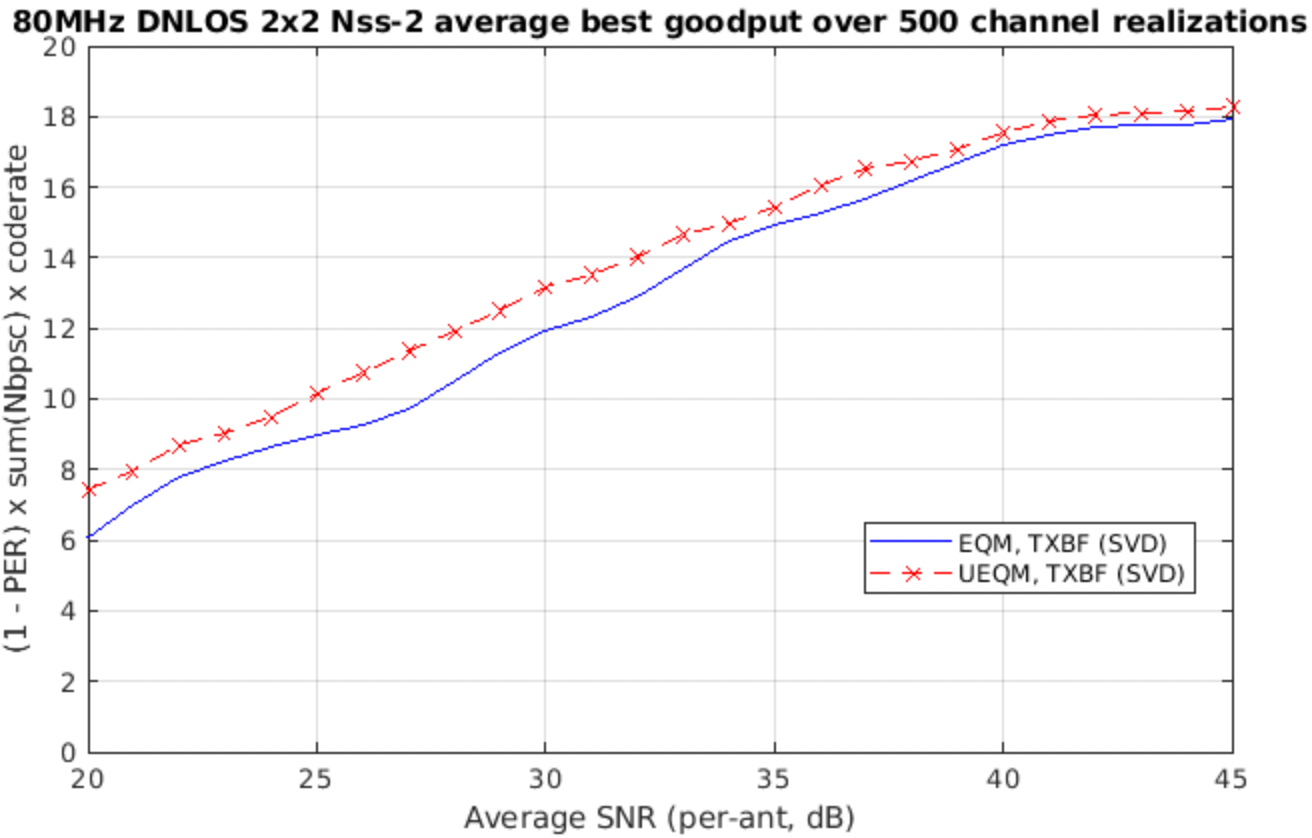 80MHz DNLOS 2x2 Nss-2 average best goodput over 500 channel realizations
20
18
16
14
12
10
8
6
4
2
0
(1 - PER) x sum(Nbpsc) x coderate
EQM, TXBF (SVD)
UEQM, TXBF (SVD)
20 25 30 35 40 45
Average SNR (per-ant, dB)